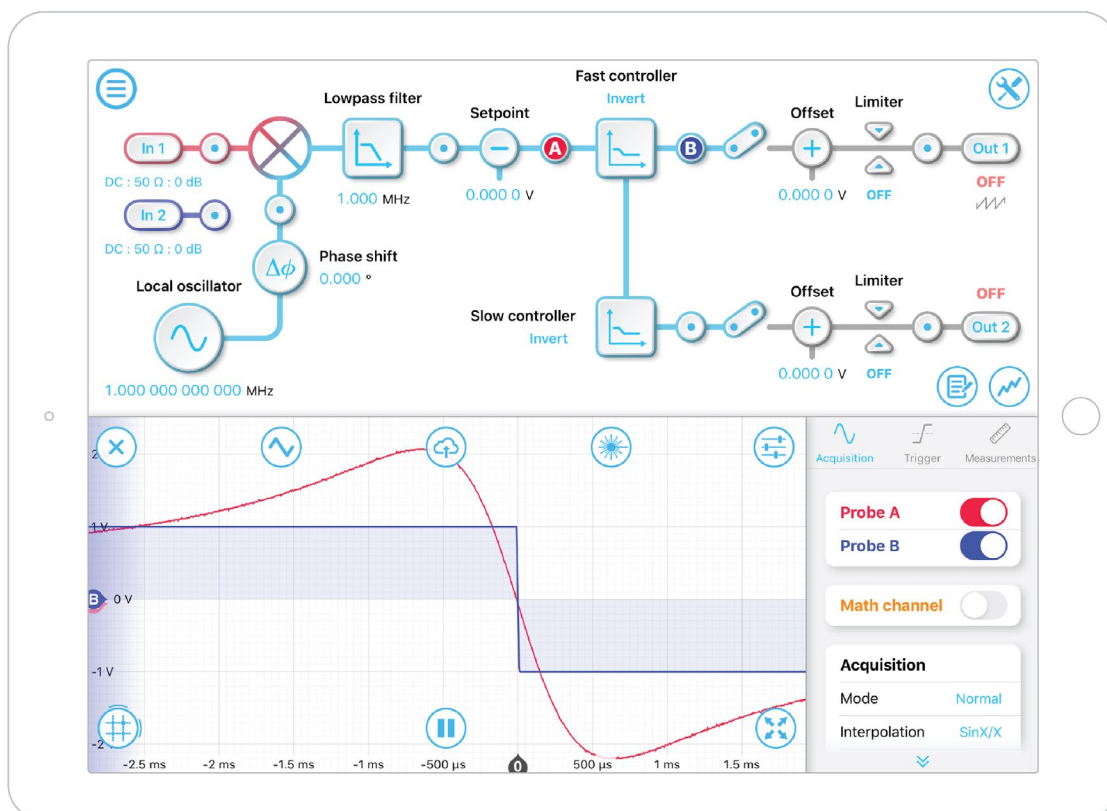 Fast controller
Invert
Lowpass filter
Setpoint
Offset
Limiter
In 1
A
B
Out 1
DC : 50 Ω : 0 dB
1.000 MHz
0.000 0 V
0.000 0 V
OFF
OFF
In 2
DC : 50 Ω : 0 dB
Δϕ
Phase shift
0.000 °
Local oscillator
Slow controller
Invert
Offset
Limiter
OFF
Out 2
0.000 0 V
OFF
1.000 000 000 000 MHz
2
1 V
B
0 V
-1 V
-2
-2.5 ms
-2 ms
-1.5 ms
-1 ms
-500 µs
0
500 µs
1 ms
1.5 ms
Acquisition
Trigger
Measurements
Probe A
Probe B
Math channel
Acquisition
Mode
Normal
Interpolation
SinX/X